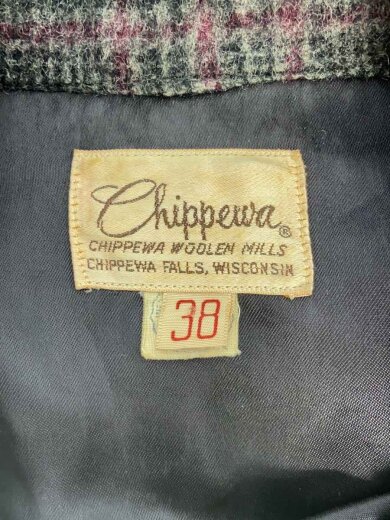 Chippewa®
CHIPPEWA WOOLEN MILLS
CHIPPEWA FALLS, WISCONSIN
38